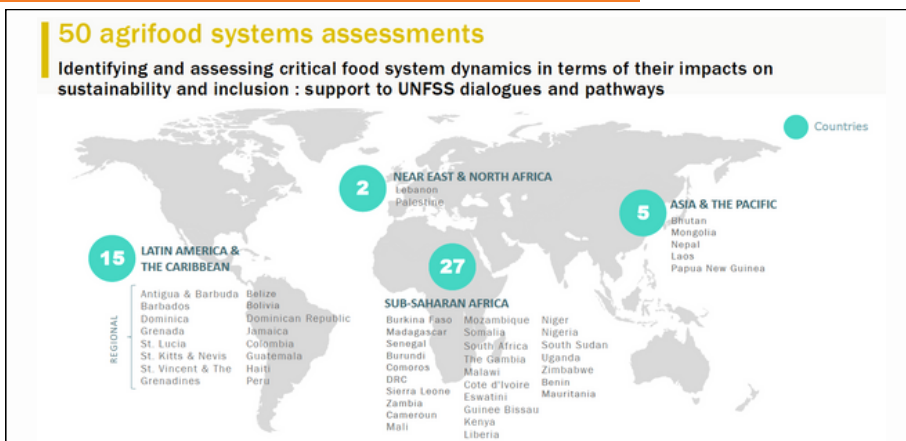 50 agrifood systems assessments
Identifying and assessing critical food system dynamics in terms of their impacts on
sustainability and inclusion : support to UNFSS dialogues and pathways
Countries
2
NEAR EAST & NORTH AFRICA
Lebanon
Palestine
5
ASIA & THE PACIFIC
Bhutan
Mongolia
Nepal
Laos
Papua New Guinea
15
LATIN AMERICA &
THE CARIBBEAN
REGIONAL
Antigua & Barbuda
Barbados
Dominica
Grenada
St. Lucia
St. Kitts & Nevis
St. Vincent & The
Grenadines
Belize
Bolivia
Dominican Republic
Jamaica
Colombia
Guatemala
Haiti
Peru
27
SUB-SAHARAN AFRICA
Burkina Faso
Madagascar
Senegal
Burundi
Comoros
DRC
Sierra Leone
Zambia
Cameroun
Mali
Mozambique
Somalia
South Africa
The Gambia
Malawi
Cote d'Ivoire
Eswatini
Guinee Bissau
Kenya
Liberia
Niger
Nigeria
South Sudan
Uganda
Zimbabwe
Benin
Mauritania